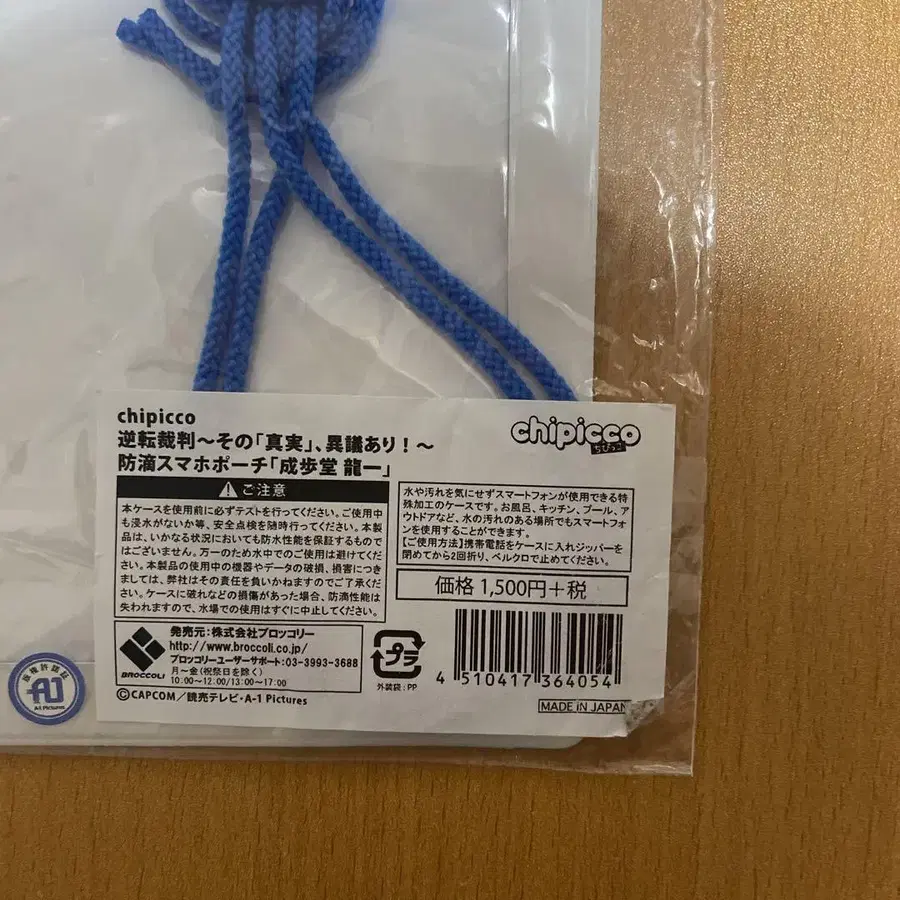 chipicco
逆転裁判～その「真実」、異議あり！～
防滴スマホポーチ「成歩堂 龍一」
chipicco
ちぴっこ
ご注意
本ケースを使用前に必ずテストを行ってください。ご使用中
も浸水がないか等、安全点検を随時行ってください。本製
品は、いかなる状況においても防水性能を保証するもので
はございません。万一のため水中でのご使用は避けてくだ
さい。本製品の使用中の機器やデータの破損、損害につき
ましては、弊社はその責任を負いかねますのでご了承くだ
さい。ケースに破れなどの損傷があった場合、防滴性能は
失われますので、水場での使用はすぐに中止してください。
水や汚れを気にせずスマートフォンが使用できる特
殊加工のケースです。お風呂、キッチン、プール、ア
ウトドアなど、水の汚れのある場所でもスマートフォ
ンを使用することができます。
【ご使用方法】携帯電話をケースに入れジッパーを
閉めてから2回折り、ベルクロで止めてください。
価格 1,500円＋税
BROCCOLI
発売元：株式会社ブロッコリー
http://www.broccoli.co.jp/
ブロッコリーユーザーサポート：03-3993-3688
月～金（祝祭日を除く）
10:00～12:00/13:00～17:00
プラ
外装袋：PP
4 510417 364054
MADE IN JAPAN
©CAPCOM／読売テレビ・A-1 Pictures
版権許諾証
A1
A-1 Pictures